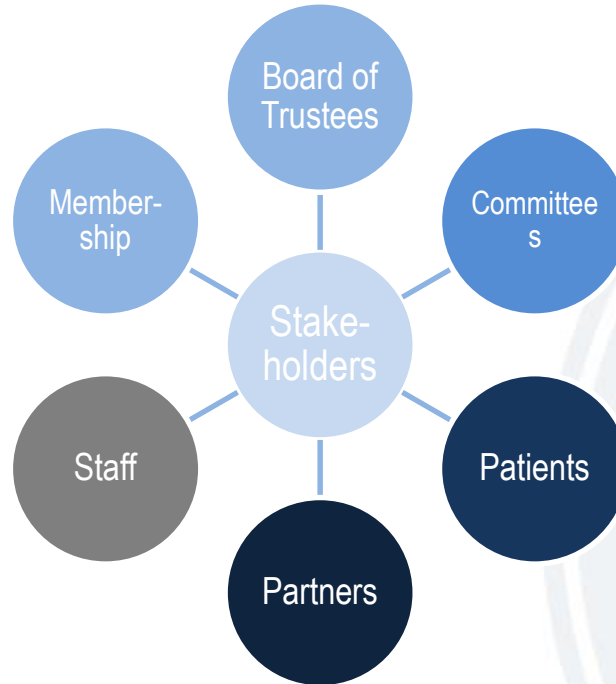 Board of
Trustees
Member-
ship
Committee
s
Stake-
holders
Staff
Patients
Partners